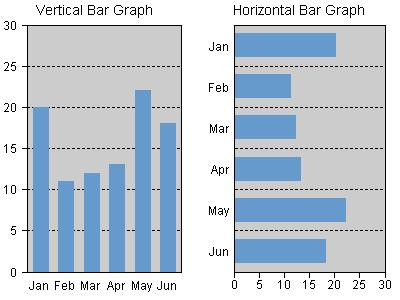 Vertical Bar Graph
30
25
20
15
10
5
0
Jan Feb Mar Apr May Jun
Horizontal Bar Graph
Jan
Feb
Mar
Apr
May
Jun
0 5 10 15 20 25 30